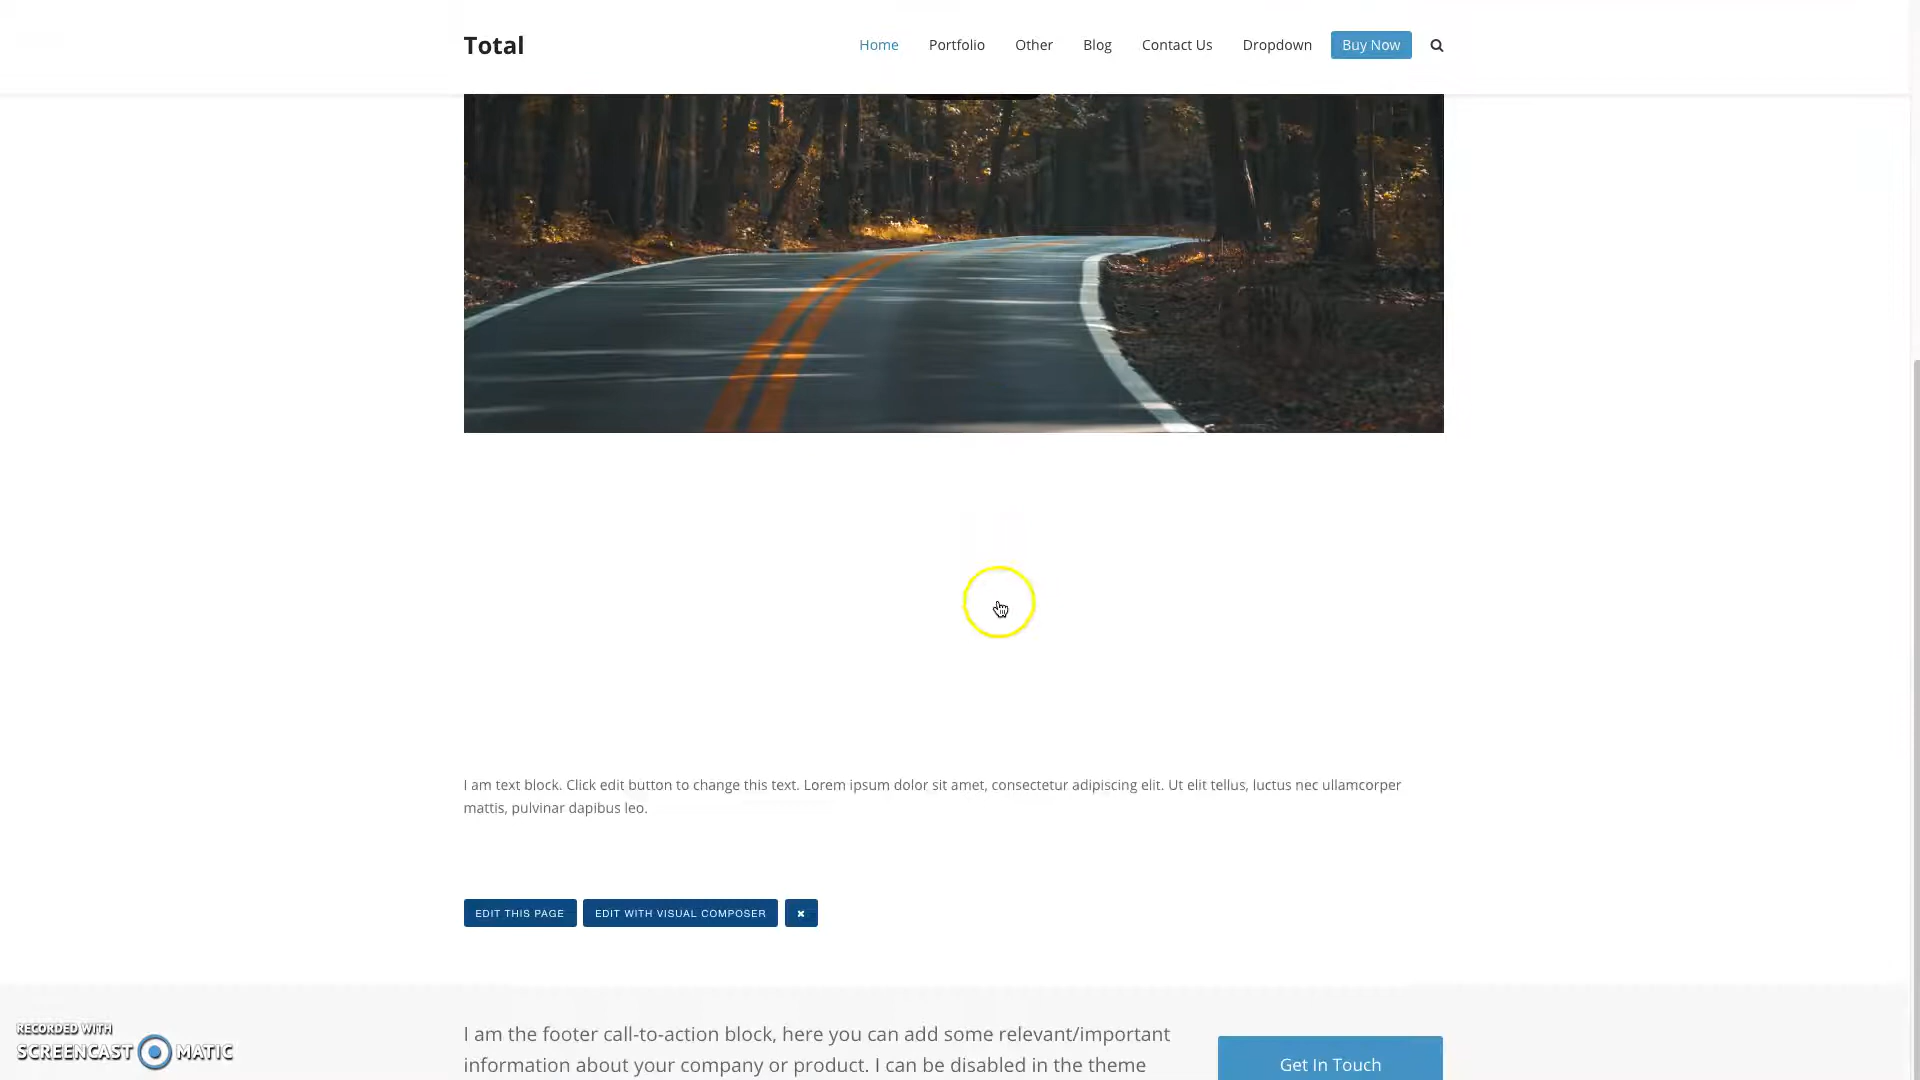 Total
Home Portfolio Other Blog Contact Us Dropdown Buy Now
I am text block. Click edit button to change this text. Lorem ipsum dolor sit amet, consectetur adipiscing elit. Ut elit tellus, luctus nec ullamcorper
mattis, pulvinar dapibus leo.
EDIT THIS PAGE EDIT WITH VISUAL COMPOSER
I am the footer call-to-action block, here you can add some relevant/important
information about your company or product. I can be disabled in the theme
Get In Touch
RECORDED WITH
SCREENCAST MATIC